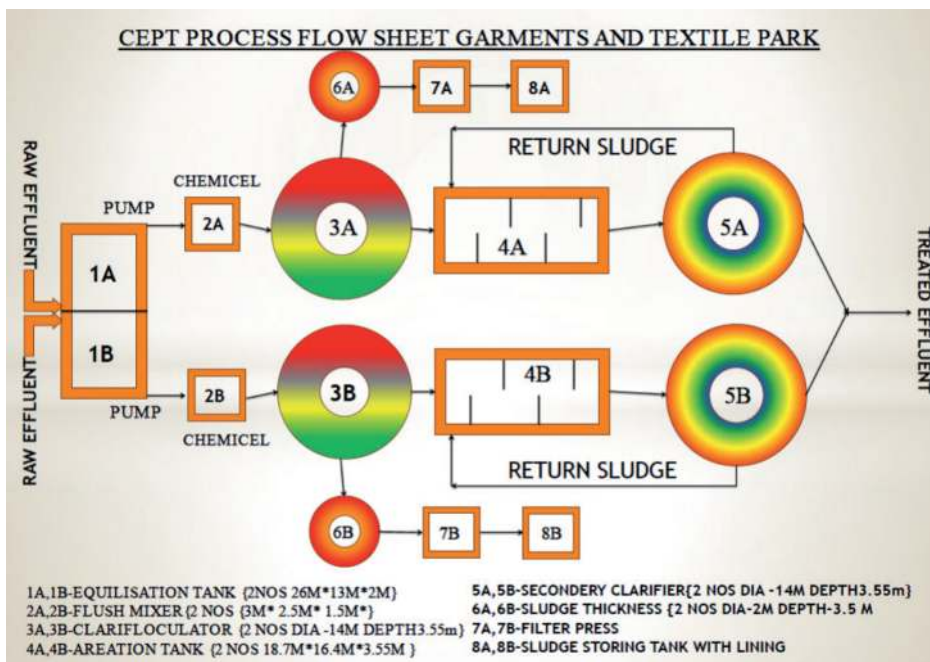 CEPT PROCESS FLOW SHEET GARMENTS AND TEXTILE PARK
6A
7A
8A
RETURN SLUDGE
RAW EFFLUENT
CHEMICEL
PUMP
2A
3A
4A
5A
1A
TREATED EFFLUENT
1B
RAW EFFLUENT
PUMP
2B
CHEMICEL
3B
4B
5B
RETURN SLUDGE
6B
7B
8B
1A,1B-EQUILISATION TANK {2NOS 26M*13M*2M}
2A,2B-FLUSH MIXER{2 NOS {3M* 2.5M* 1.5M*}
3A,3B-CLARIFLOCULATOR {2 NOS DIA -14M DEPTH3.55m}
4A,4B-AREATION TANK {2 NOS 18.7M*16.4M*3.55M }
5A,5B-SECONDERY CLARIFIER{2 NOS DIA -14M DEPTH3.55m}
6A,6B-SLUDGE THICKNESS {2 NOS DIA-2M DEPTH-3.5 M
7A,7B-FILTER PRESS
8A,8B-SLUDGE STORING TANK WITH LINING